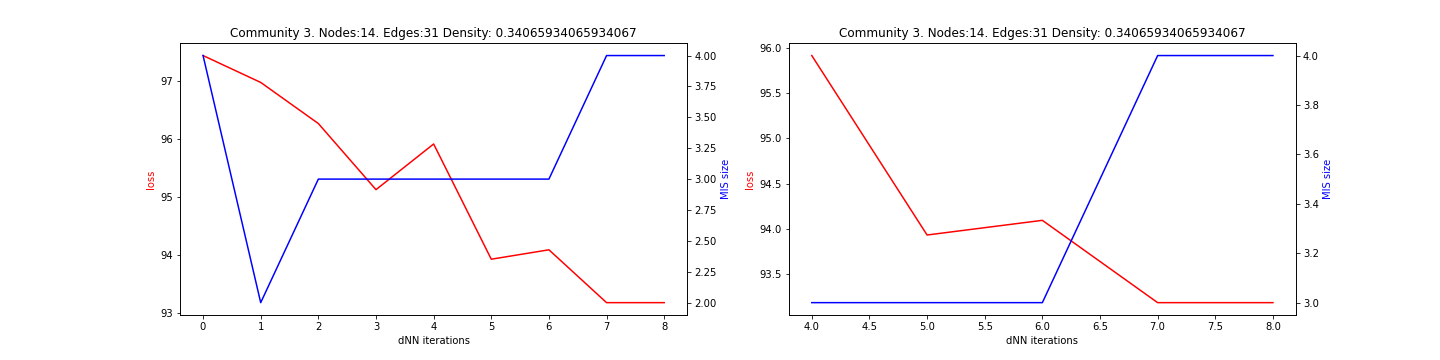 Community 3. Nodes:14. Edges:31 Density: 0.34065934065934067
97
96
95
94
93
loss
4.00
3.75
3.50
3.25
3.00
2.75
2.50
2.25
2.00
MIS size
0 1 2 3 4 5 6 7 8
dNN iterations
Community 3. Nodes:14. Edges:31 Density: 0.34065934065934067
96.0
95.5
95.0
94.5
94.0
93.5
loss
4.0
3.8
3.6
3.4
3.2
3.0
MIS size
4.0 4.5 5.0 5.5 6.0 6.5 7.0 7.5 8.0
dNN iterations